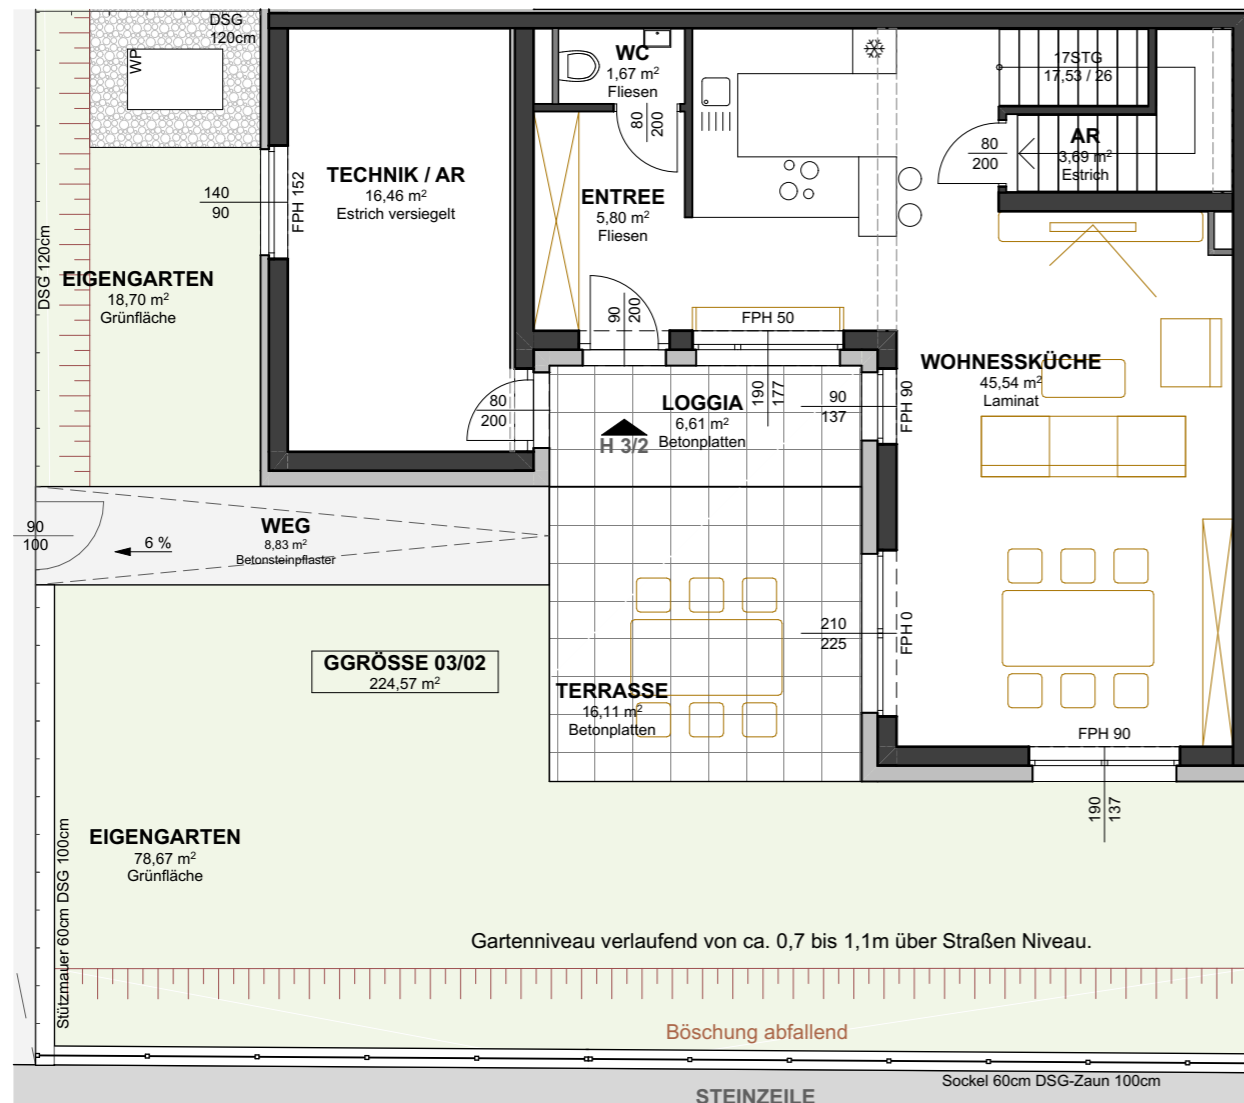 DSG
120cm
WP
WC
1,67 m²
Fliesen
80
200
17STG
17,53 / 26
AR
3,69 m²
Estrich
80
200
140
90
FPH 152
TECHNIK / AR
16,46 m²
Estrich versiegelt
ENTREE
5,80 m²
Fliesen
DSG 120cm
EIGENGARTEN
18,70 m²
Grünfläche
90
200
FPH 50
190
177
WOHNESSKÜCHE
45,54 m²
Laminat
LOGGIA
6,61 m²
Betonplatten
H 3/2
80
200
90
137
FPH 90
90
100
6 %
WEG
8,83 m²
Betonsteinpflaster
210
225
FPH 0
GGRÖSSE 03/02
224,57 m²
TERRASSE
16,11 m²
Betonplatten
FPH 90
190
137
EIGENGARTEN
78,67 m²
Grünfläche
Stützmauer 60cm DSG 100cm
Gartenniveau verlaufend von ca. 0,7 bis 1,1m über Straßen Niveau.
Böschung abfallend
Sockel 60cm DSG-Zaun 100cm
STEINZEILE